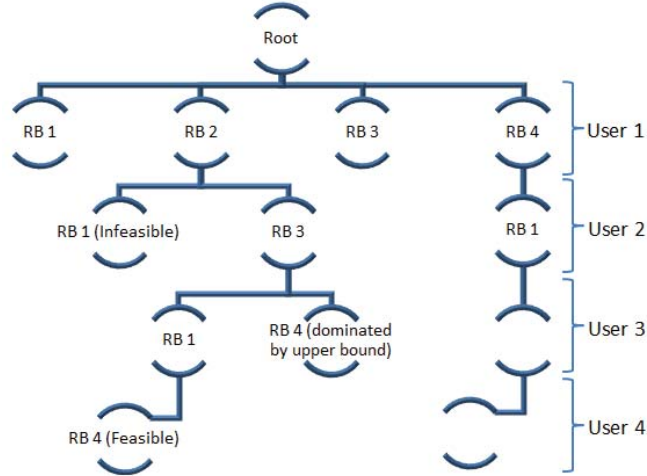 Root
RB 1
RB 2
RB 3
RB 4
User 1
RB 1 (Infeasible)
RB 3
RB 1
User 2
RB 1
RB 4 (dominated
by upper bound)
User 3
RB 4 (Feasible)
User 4